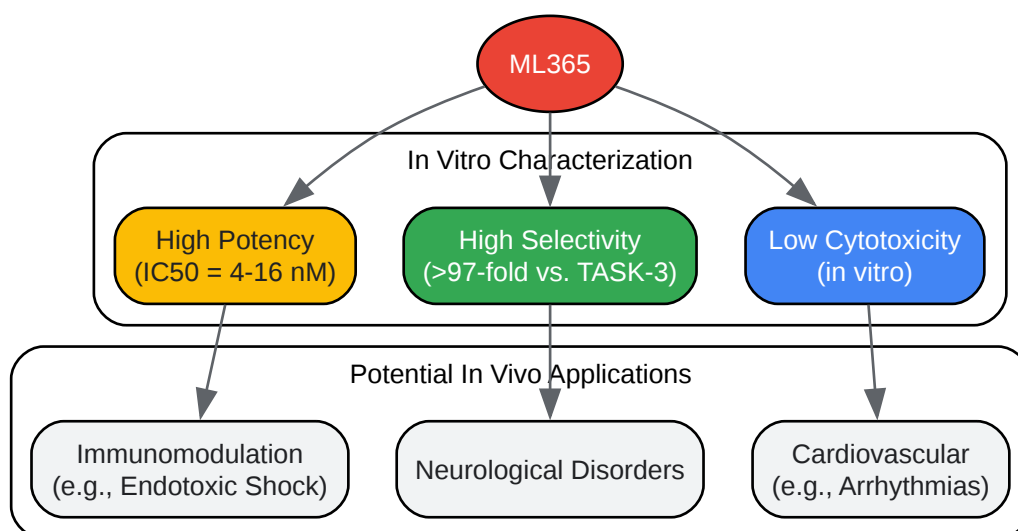 ML365
In Vitro Characterization
High Potency
(IC50 = 4-16 nM)
High Selectivity
(>97-fold vs. TASK-3)
Low Cytotoxicity
(in vitro)
Potential In Vivo Applications
Immunomodulation
(e.g., Endotoxic Shock)
Neurological Disorders
Cardiovascular
(e.g., Arrhythmias)